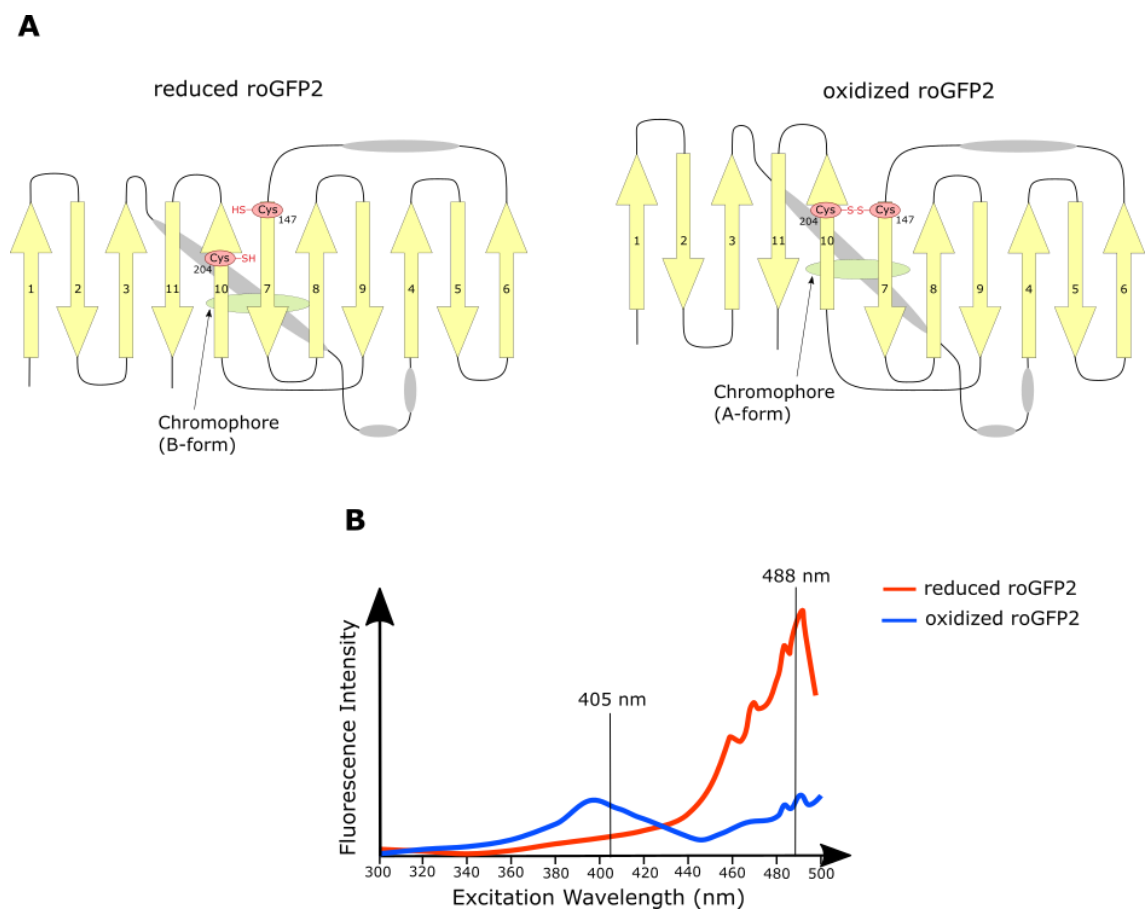 A
reduced roGFP2
oxidized roGFP2
HS Cys
147
Cys SH
204
1 2 3 11 10 7 8 9 4 5 6
Chromophore
(B-form)
Cys S-S Cys
204 147
1 2 3 11 10 7 8 9 4 5 6
Chromophore
(A-form)
B
488 nm
405 nm
reduced roGFP2
oxidized roGFP2
Fluorescence Intensity
300 320 340 360 380 400 420 440 460 480 500
Excitation Wavelength (nm)